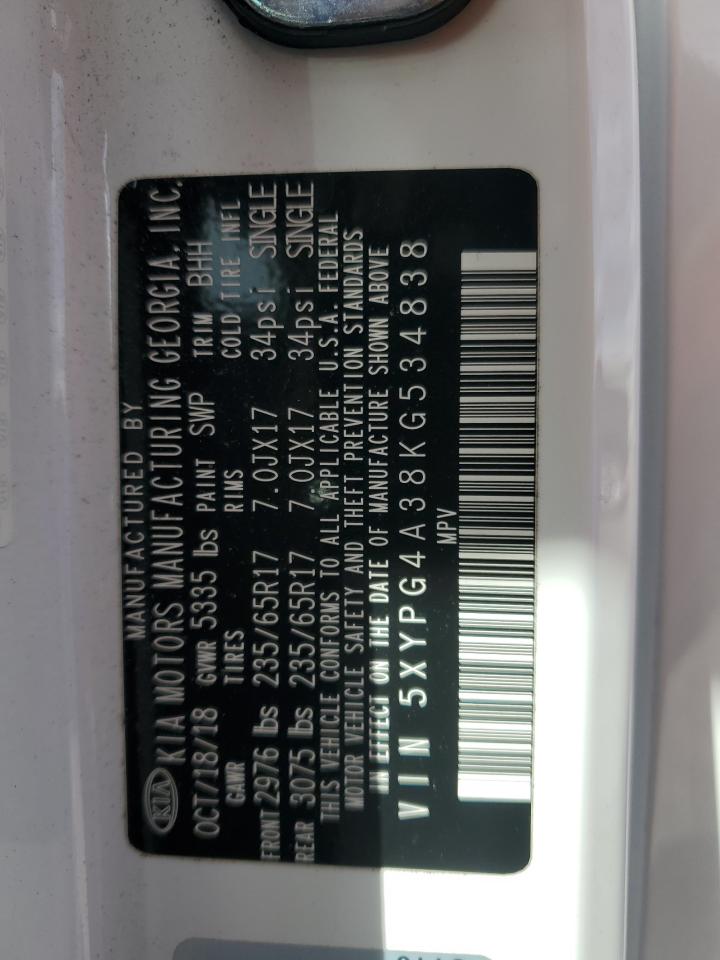 MANUFACTURED BY
KIA KIA MOTORS MANUFACTURING GEORGIA, INC.
OCT/18/18 GVWR 5335 lbs PAINT SWP TRIM BHH
GAWR TIRES RIMS COLD TIRE INFL
FRONT 2976 lbs 235/65R17 7.0JX17 34psi SINGLE
REAR 3075 lbs 235/65R17 7.0JX17 34psi SINGLE
THIS VEHICLE CONFORMS TO ALL APPLICABLE U.S.A. FEDERAL
MOTOR VEHICLE SAFETY AND THEFT PREVENTION STANDARDS
IN EFFECT ON THE DATE OF MANUFACTURE SHOWN ABOVE
VIN 5XYPG4A38KG534838
MPV